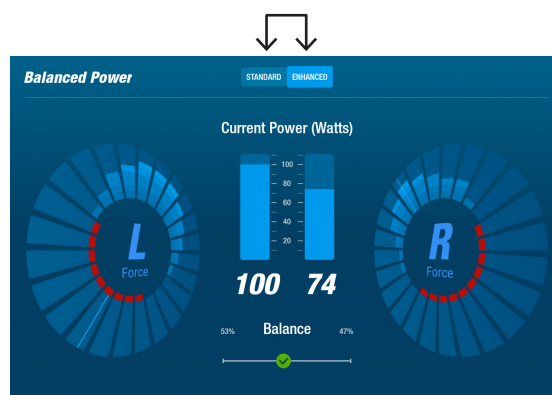 Balanced Power
STANDARD ENHANCED
Current Power (Watts)
100
80
60
40
20
L
Force
R
Force
100 74
53% Balance 47%